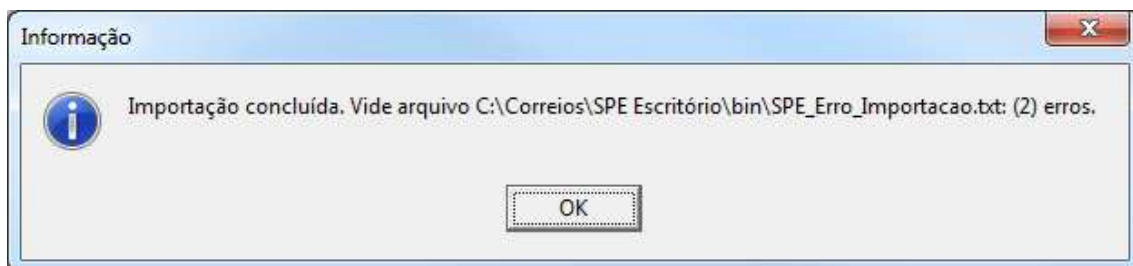 Informação
Importação concluída. Vide arquivo C:\Correios\SPE Escritório\bin\SPE_Erro_Importacao.txt: (2) erros.
OK